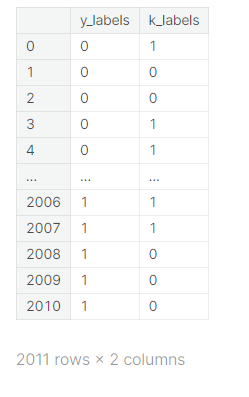 y_labels k_labels
0 0 1
1 0 0
2 0 0
3 0 1
4 0 1
... ... ...
2006 1 1
2007 1 1
2008 1 0
2009 1 0
2010 1 0
2011 rows × 2 columns